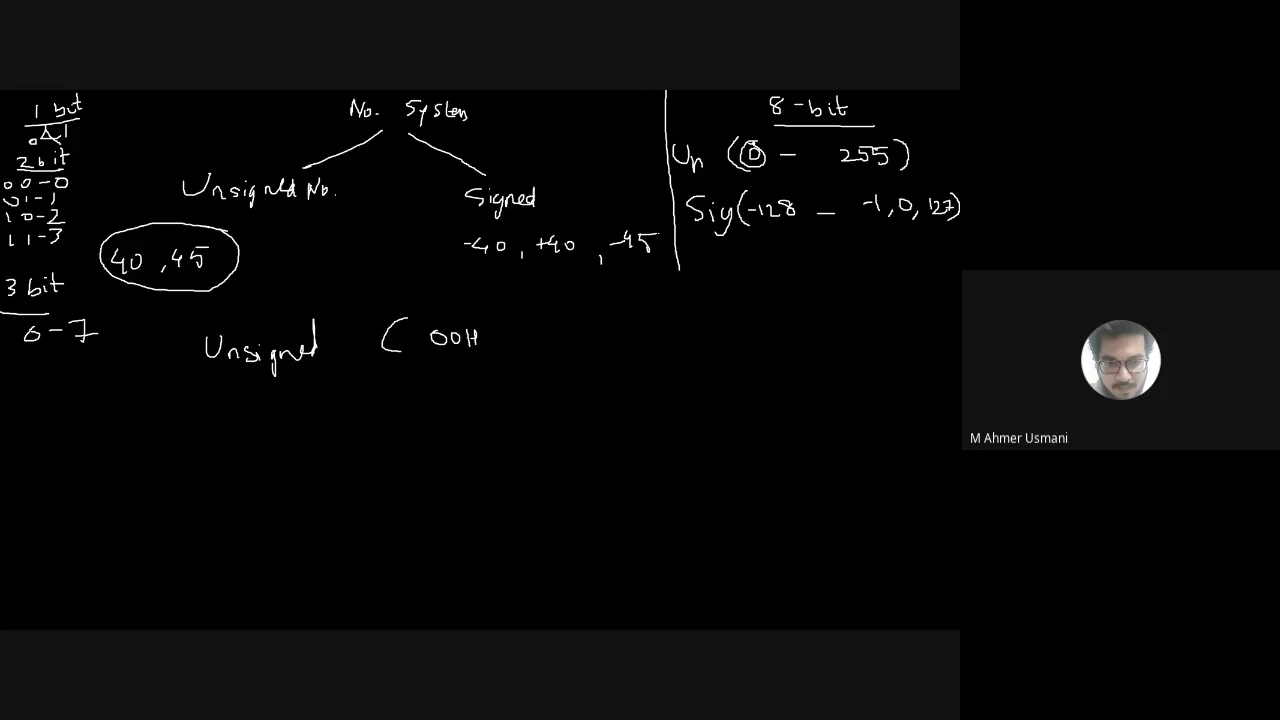 1 bit
0 1
2 bit
00-0
01-1
10-2
11-3
3 bit
0-7
No. System
Unsigned No.
Signed
40, 45
-40, +40, -45
Unsigned ( 00H
8-bit
Un (0 - 255)
Sig (-128 - -1, 0, 127)
M Ahmer Usmani